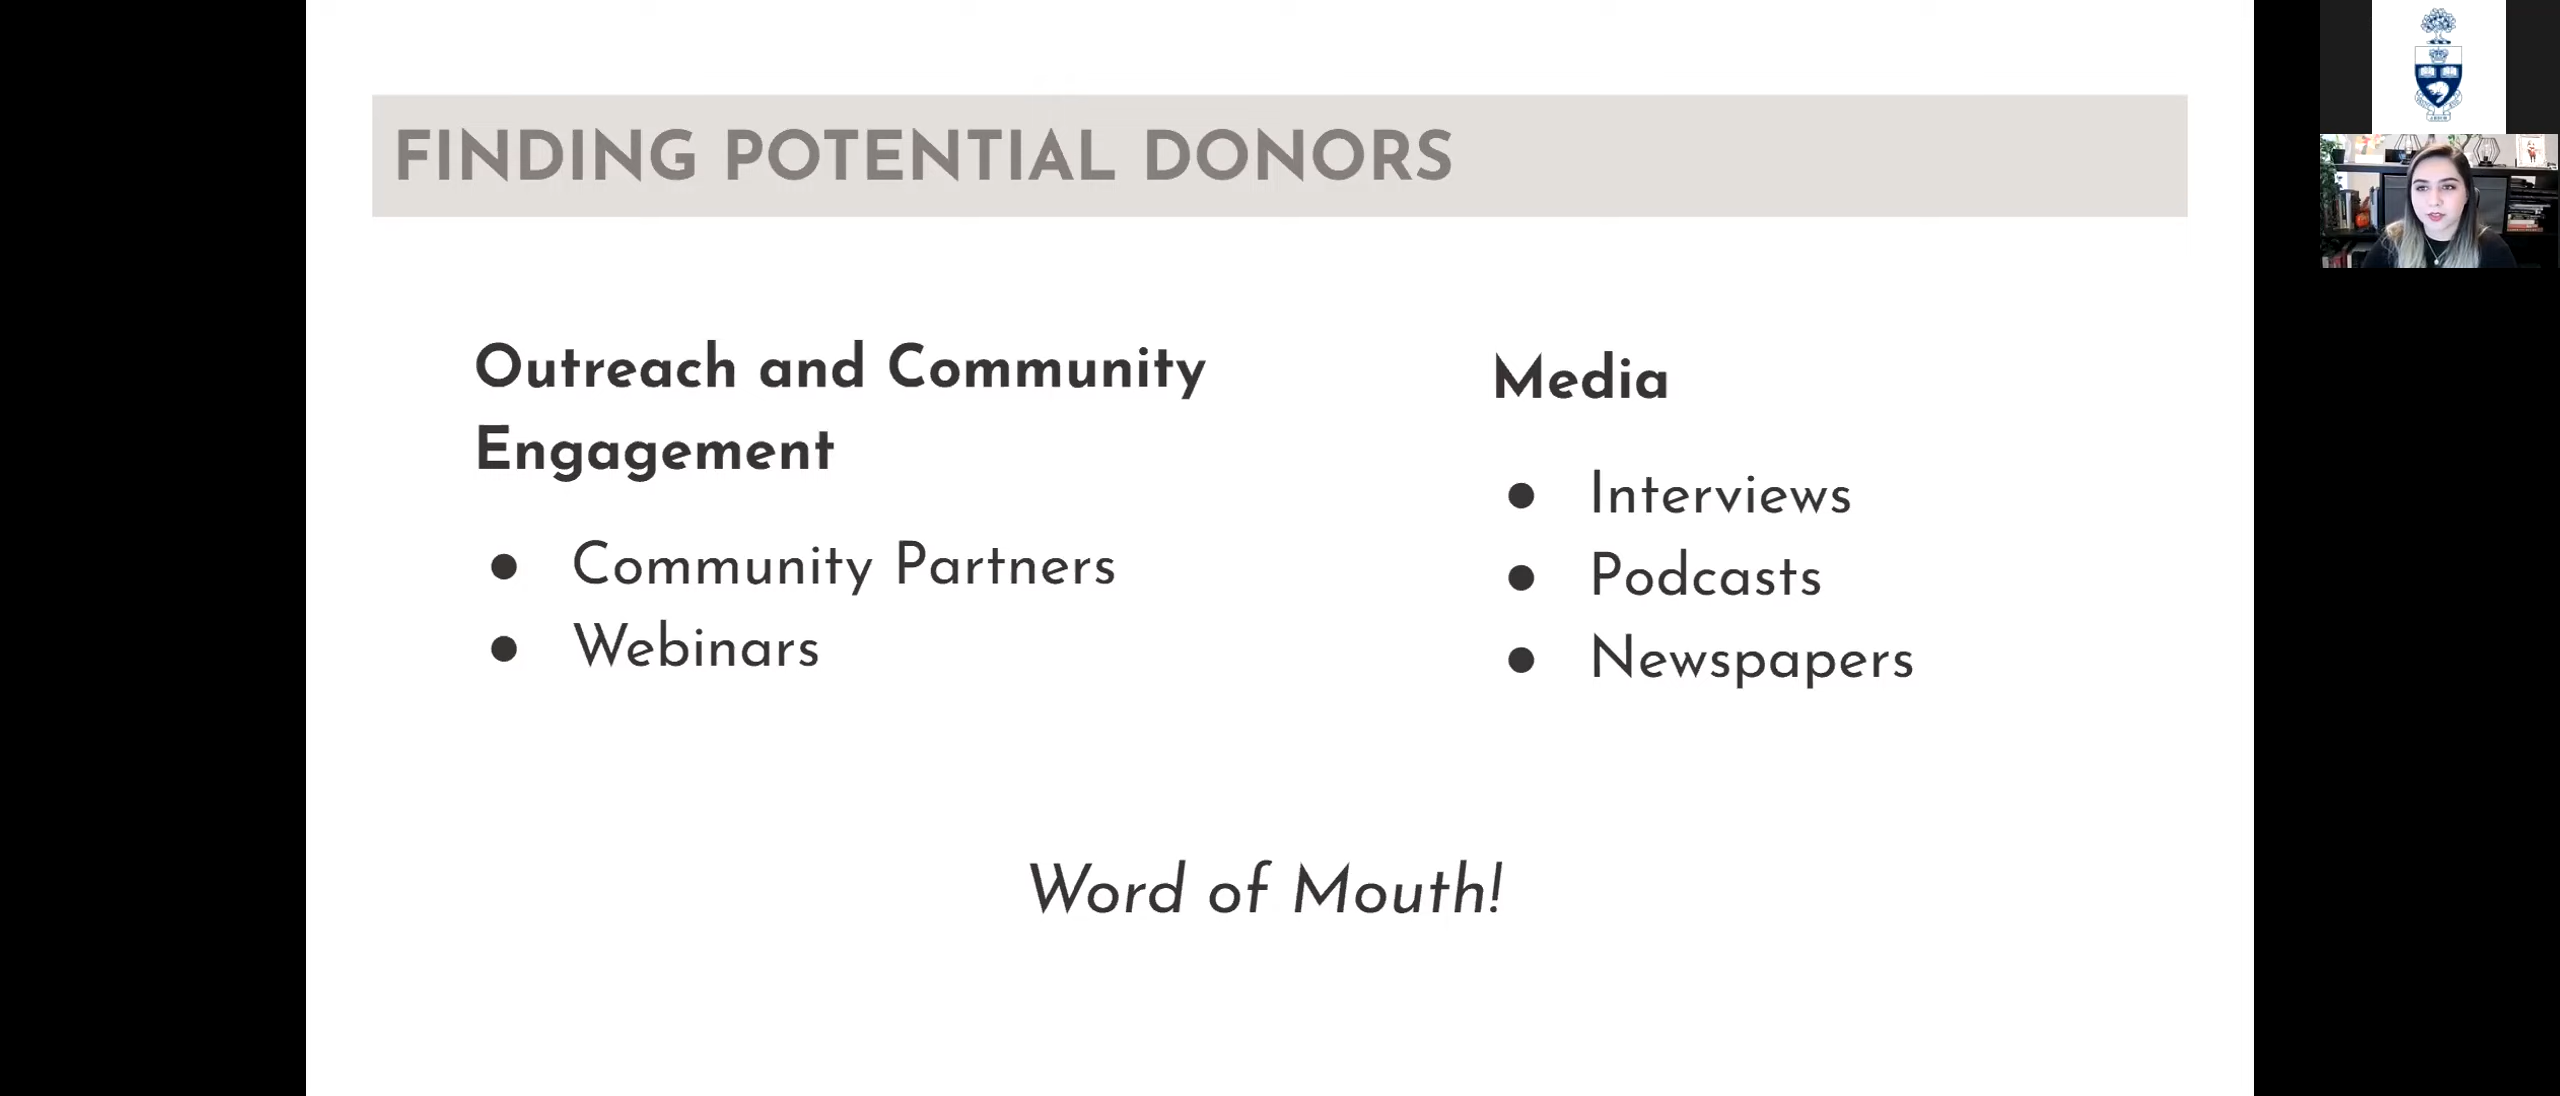 FINDING POTENTIAL DONORS
Outreach and Community
Engagement
● Community Partners
● Webinars
Media
● Interviews
● Podcasts
● Newspapers
Word of Mouth!